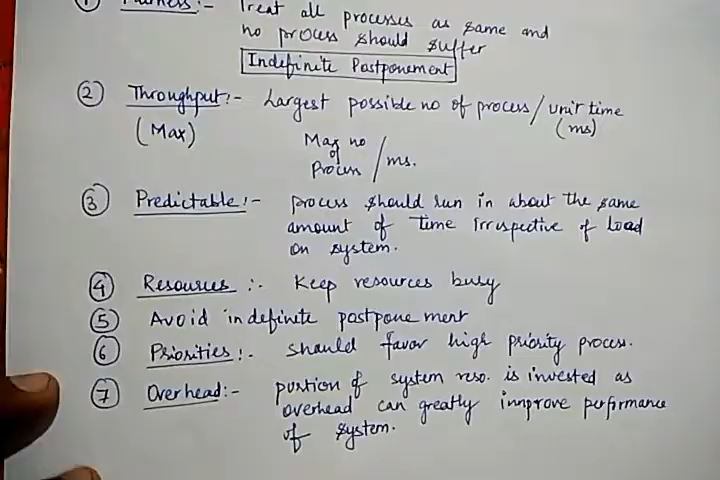 ① Fairness:- Treat all processes as same and
no process should suffer
Indefinite Postponement
② Throughput:- Largest possible no of process/unit time
(Max) (ms)
Max no
of
Process /ms.
③ Predictable:- process should run in about the same
amount of time irrespective of Load
on system.
④ Resources :- Keep resources busy
⑤ Avoid indefinite postponement
⑥ Priorities:- Should favor high priority process.
⑦ Overhead:- portion of system reso. is invested as
overhead can greatly improve performance
of system.